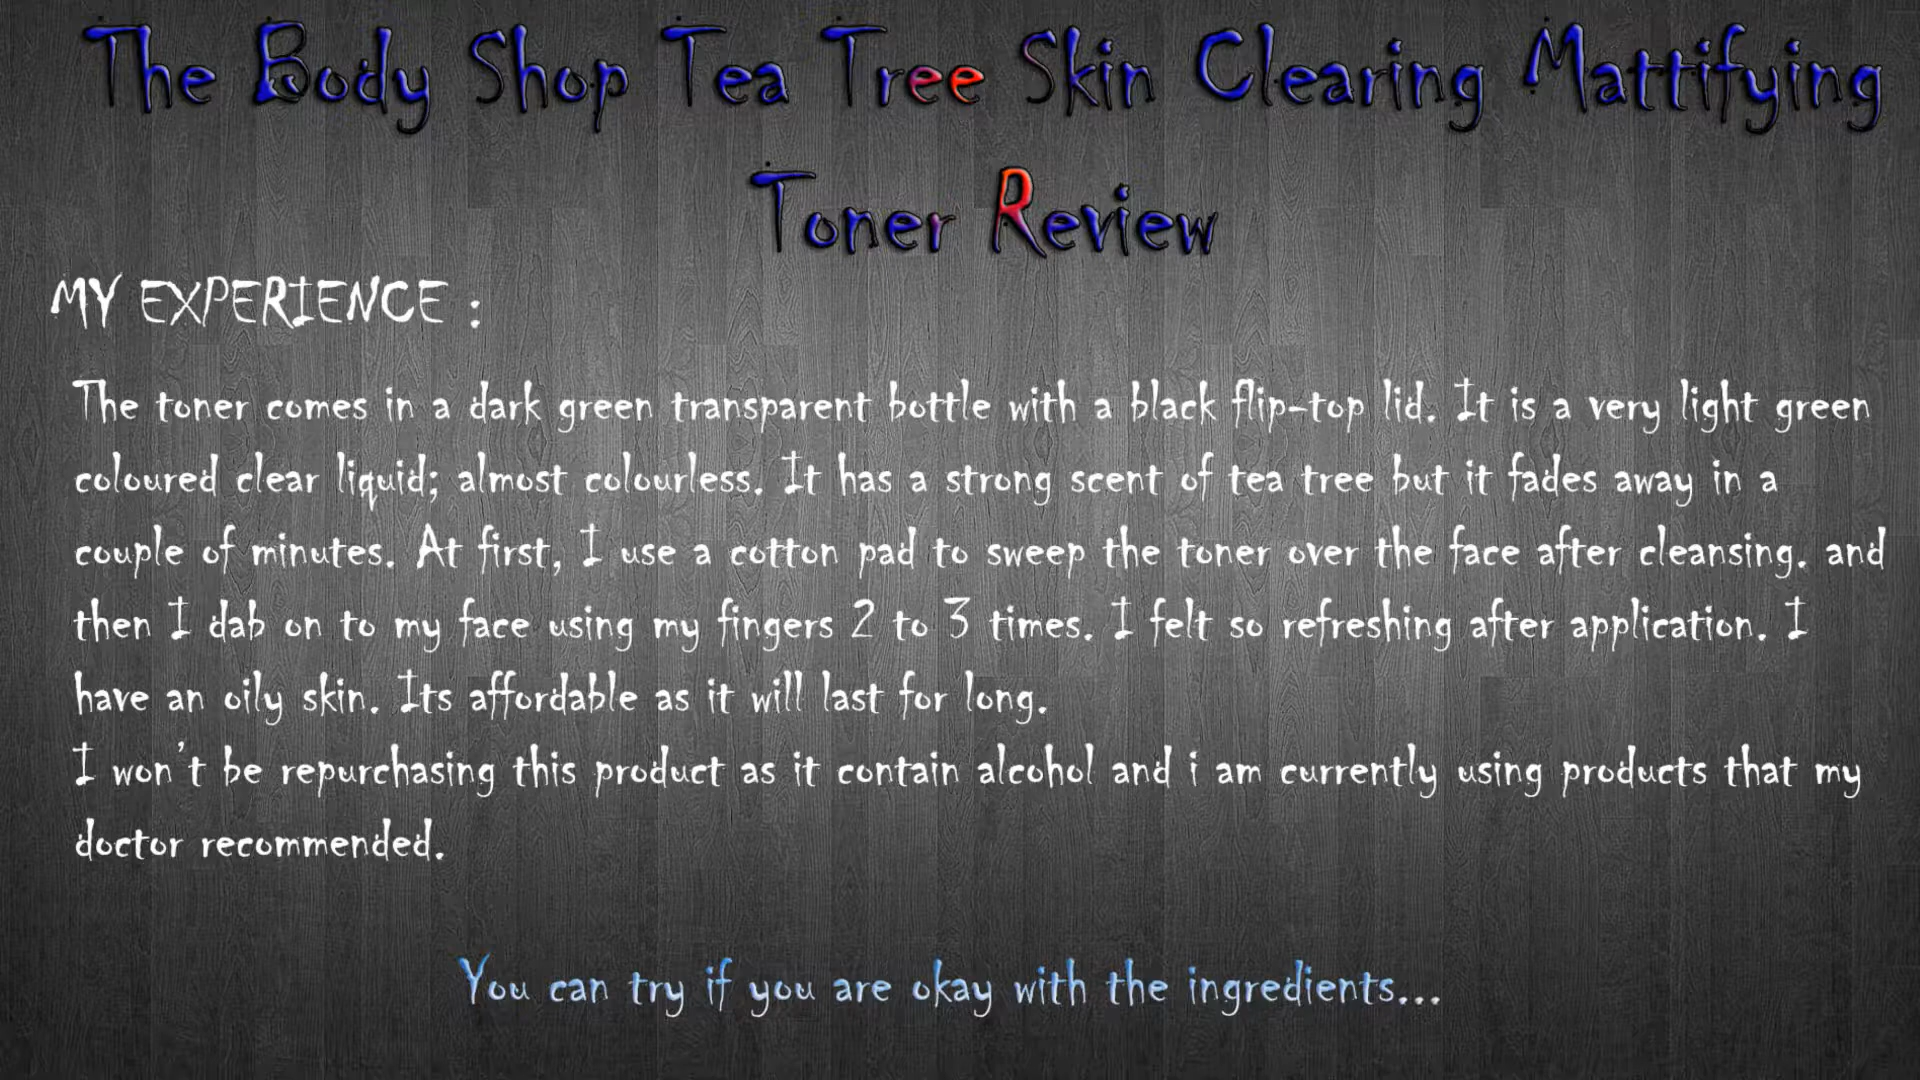 The Body Shop Tea Tree Skin Clearing Mattifying
Toner Review
MY EXPERIENCE :
The toner comes in a dark green transparent bottle with a black flip-top lid. It is a very light green
coloured clear liquid; almost colourless. It has a strong scent of tea tree but it fades away in a
couple of minutes. At first, I use a cotton pad to sweep the toner over the face after cleansing. and
then I dab on to my face using my fingers 2 to 3 times. I felt so refreshing after application. I
have an oily skin. Its affordable as it will last for long.
I won't be repurchasing this product as it contain alcohol and i am currently using products that my
doctor recommended.
You can try if you are okay with the ingredients...